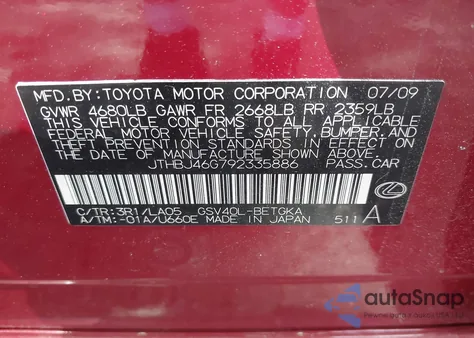 MFD.BY:TOYOTA MOTOR CORPORATION 07/09
GVWR 4680LB GAWR FR 2668LB RR 2359LB
THIS VEHICLE CONFORMS TO ALL APPLICABLE
FEDERAL MOTOR VEHICLE SAFETY,BUMPER,AND
THEFT PREVENTION STANDARDS IN EFFECT ON
THE DATE OF MANUFACTURE SHOWN ABOVE.
JTHBJ46G792335886 PASS.CAR
C/TR:3R1/LA05 GSV40L-BETGKA
A/TM:-01A/U660E MADE IN JAPAN 511 A
autoSnap